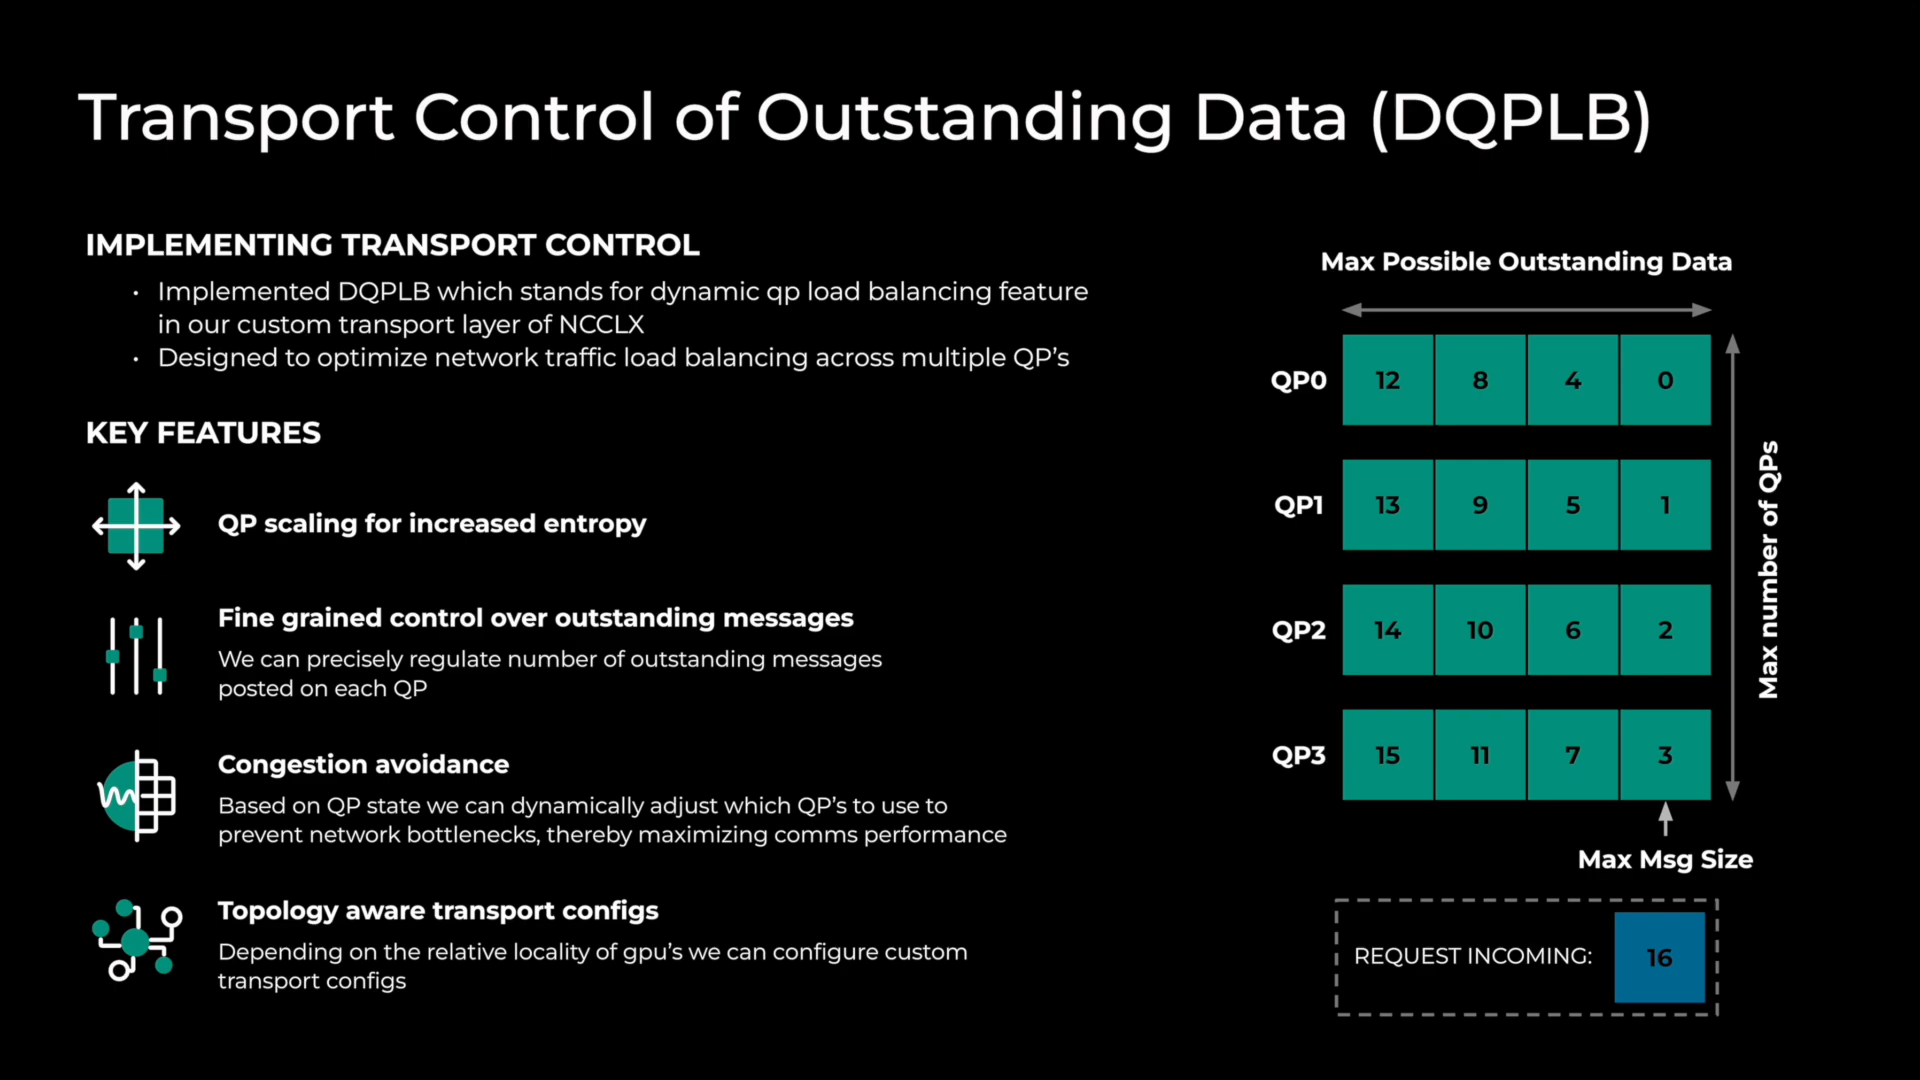 Transport Control of Outstanding Data (DQPLB)
IMPLEMENTING TRANSPORT CONTROL
• Implemented DQPLB which stands for dynamic qp load balancing feature
in our custom transport layer of NCCLX
• Designed to optimize network traffic load balancing across multiple QP's
KEY FEATURES
QP scaling for increased entropy
Fine grained control over outstanding messages
We can precisely regulate number of outstanding messages
posted on each QP
Congestion avoidance
Based on QP state we can dynamically adjust which QP's to use to
prevent network bottlenecks, thereby maximizing comms performance
Topology aware transport configs
Depending on the relative locality of gpu's we can configure custom
transport configs
Max Possible Outstanding Data
QP0 12 8 4 0
QP1 13 9 5 1
QP2 14 10 6 2
QP3 15 11 7 3
Max number of QPs
Max Msg Size
REQUEST INCOMING: 16